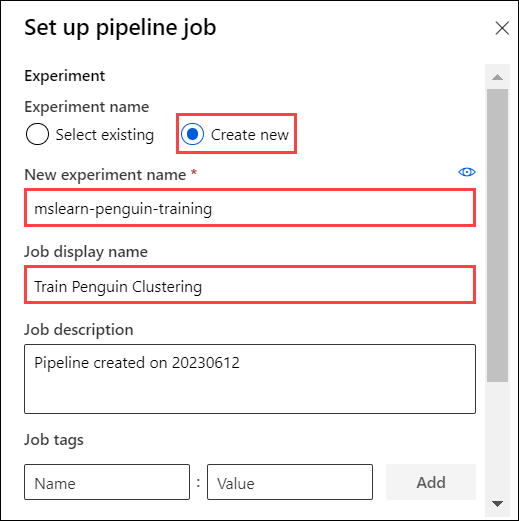 Set up pipeline job
Experiment
Experiment name
Select existing Create new
New experiment name *
mslearn-penguin-training
Job display name
Train Penguin Clustering
Job description
Pipeline created on 20230612
Job tags
Name : Value Add